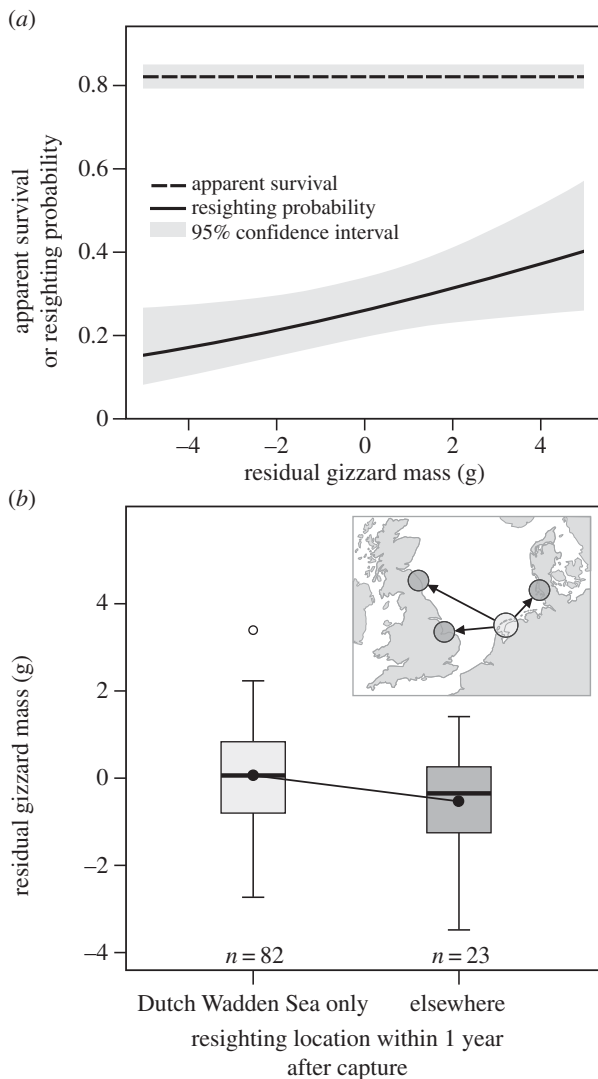 (a)
apparent survival
or resighting probability
0.8
0.6
0.4
0.2
0
apparent survival
resighting probability
95% confidence interval
–4
–2
0
2
4
residual gizzard mass (g)
(b)
residual gizzard mass (g)
4
2
0
–2
–4
n = 82
n = 23
Dutch Wadden Sea only
elsewhere
resighting location within 1 year
after capture